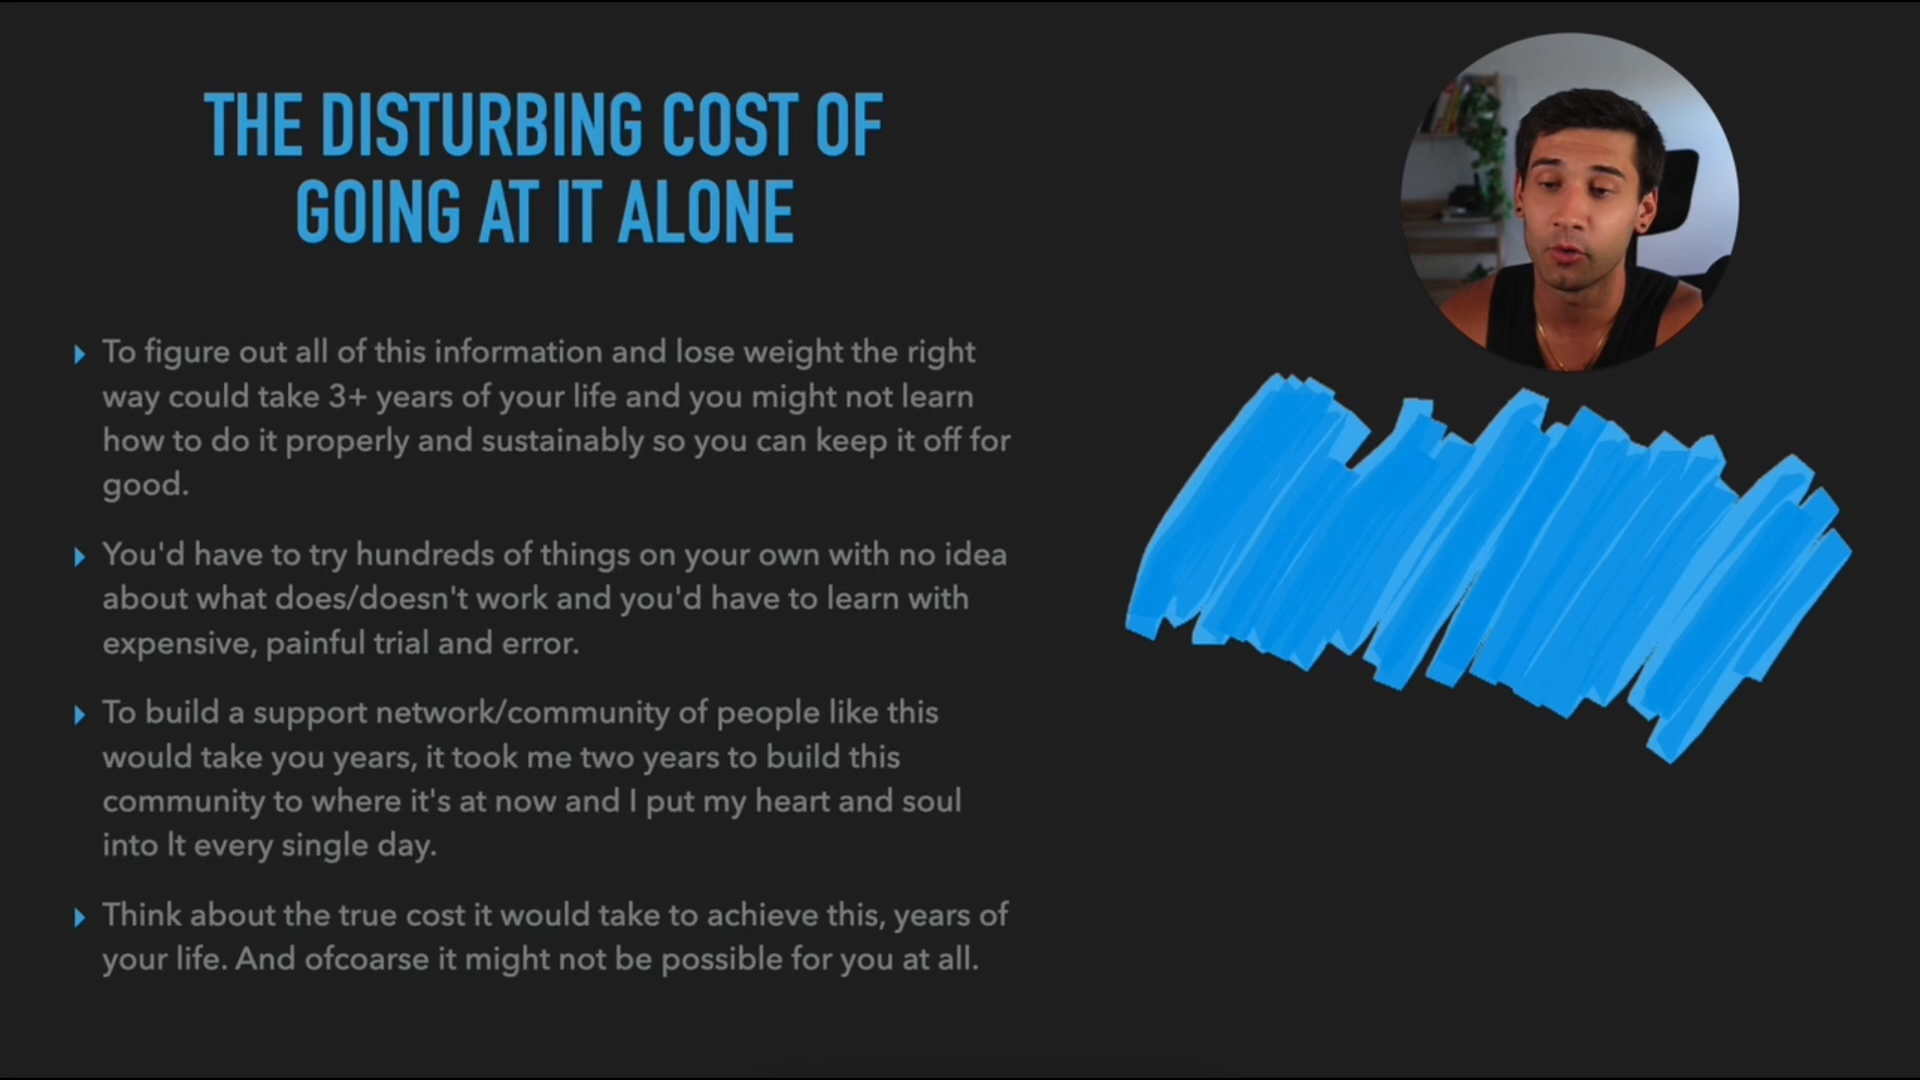 THE DISTURBING COST OF
GOING AT IT ALONE
To figure out all of this information and lose weight the right
way could take 3+ years of your life and you might not learn
how to do it properly and sustainably so you can keep it off for
good.
You'd have to try hundreds of things on your own with no idea
about what does/doesn't work and you'd have to learn with
expensive, painful trial and error.
To build a support network/community of people like this
would take you years, it took me two years to build this
community to where it's at now and I put my heart and soul
into It every single day.
Think about the true cost it would take to achieve this, years of
your life. And ofcoarse it might not be possible for you at all.